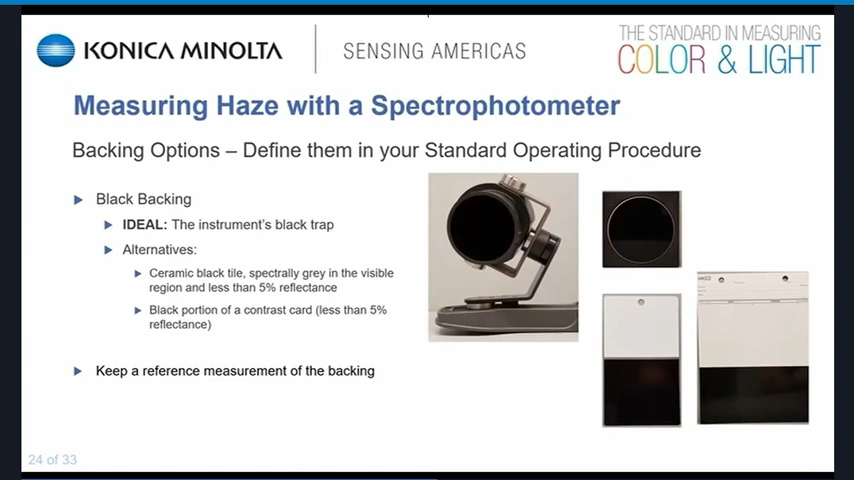 KONICA MINOLTA
SENSING AMERICAS
THE STANDARD IN MEASURING
COLOR & LIGHT
Measuring Haze with a Spectrophotometer
Backing Options – Define them in your Standard Operating Procedure
Black Backing
IDEAL: The instrument's black trap
Alternatives:
Ceramic black tile, spectrally grey in the visible
region and less than 5% reflectance
Black portion of a contrast card (less than 5%
reflectance)
Keep a reference measurement of the backing
24 of 33